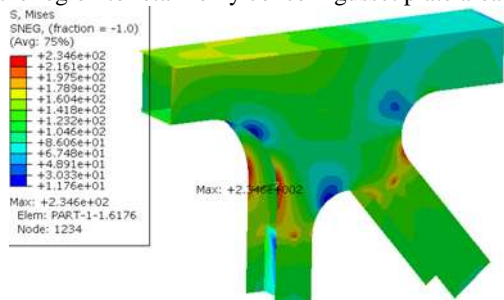 S, Mises
SNEG, (fraction = -1.0)
(Avg: 75%)
+2.346e+02
+2.161e+02
+1.975e+02
+1.789e+02
+1.604e+02
+1.418e+02
+1.232e+02
+1.046e+02
+8.606e+01
+6.748e+01
+4.891e+01
+3.033e+01
+1.176e+01
Max: +2.346e+02
Elem: PART-1-1.6176
Node: 1234
Max: +2.346e+002